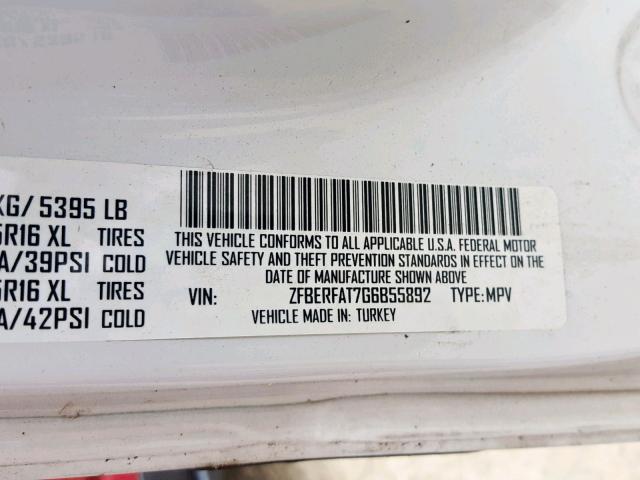 KG/ 5395 LB
5R16 XL TIRES
A/39PSI COLD
5R16 XL TIRES
A/42PSI COLD
THIS VEHICLE CONFORMS TO ALL APPLICABLE U.S.A. FEDERAL MOTOR
VEHICLE SAFETY AND THEFT PREVENTION STANDARDS IN EFFECT ON THE
DATE OF MANUFACTURE SHOWN ABOVE
VIN: ZFBERFAT7G6B55892 TYPE: MPV
VEHICLE MADE IN: TURKEY